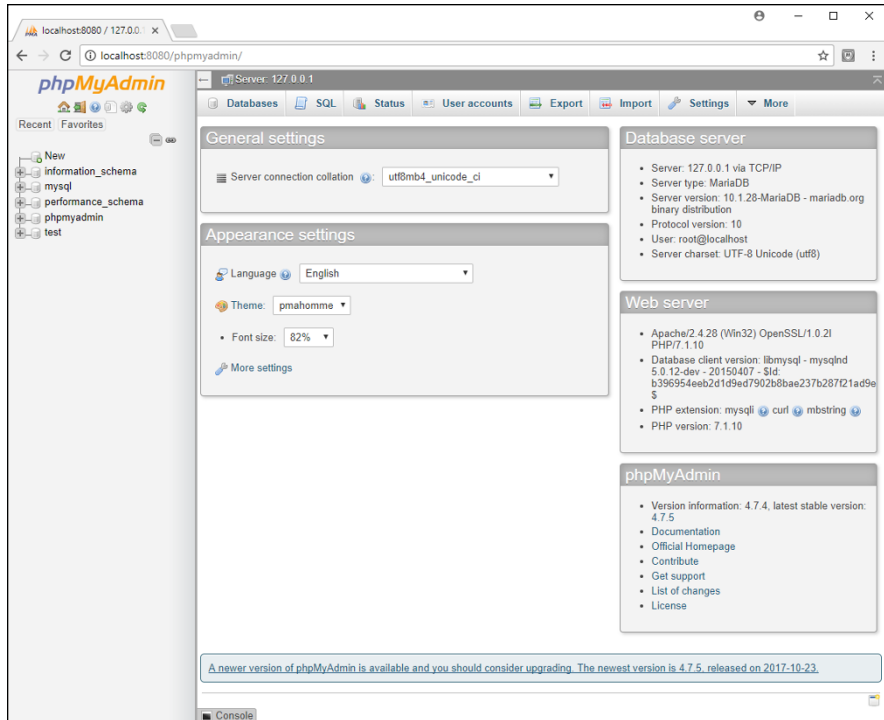 localhost:8080 / 127.0.0.1
localhost:8080/phpmyadmin/
phpMyAdmin
Recent Favorites
New
information_schema
mysql
performance_schema
phpmyadmin
test
Server: 127.0.0.1
Databases SQL Status User accounts Export Import Settings More
General settings
Server connection collation : utf8mb4_unicode_ci
Appearance settings
Language English
Theme: pmahomme
• Font size: 82%
More settings
Database server
• Server: 127.0.0.1 via TCP/IP
• Server type: MariaDB
• Server version: 10.1.28-MariaDB - mariadb.org
binary distribution
• Protocol version: 10
• User: root@localhost
• Server charset: UTF-8 Unicode (utf8)
Web server
• Apache/2.4.28 (Win32) OpenSSL/1.0.2l
PHP/7.1.10
• Database client version: libmysql - mysqlnd
5.0.12-dev - 20150407 - $Id:
b396954eeb2d1d9ed7902b8bae237b287f21ad9e
$
• PHP extension: mysqli curl mbstring
• PHP version: 7.1.10
phpMyAdmin
• Version information: 4.7.4, latest stable version:
4.7.5
• Documentation
• Official Homepage
• Contribute
• Get support
• List of changes
• License
A newer version of phpMyAdmin is available and you should consider upgrading. The newest version is 4.7.5, released on 2017-10-23.
Console